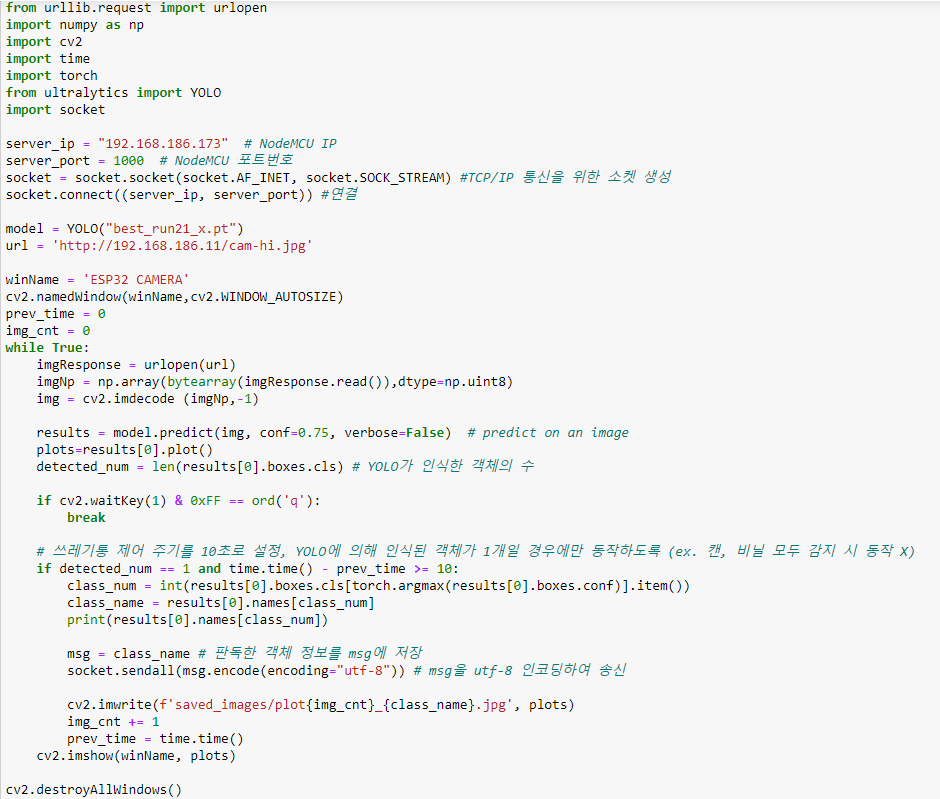 from urllib.request import urlopen
import numpy as np
import cv2
import time
import torch
from ultralytics import YOLO
import socket

server_ip = "192.168.186.173"  # NodeMCU IP
server_port = 1000  # NodeMCU 포트번호
socket = socket.socket(socket.AF_INET, socket.SOCK_STREAM) #TCP/IP 통신을 위한 소켓 생성
socket.connect((server_ip, server_port)) #연결

model = YOLO("best_run21_x.pt")
url = 'http://192.168.186.11/cam-hi.jpg'

winName = 'ESP32 CAMERA'
cv2.namedWindow(winName,cv2.WINDOW_AUTOSIZE)
prev_time = 0
img_cnt = 0
while True:
    imgResponse = urlopen(url)
    imgNp = np.array(bytearray(imgResponse.read()),dtype=np.uint8)
    img = cv2.imdecode (imgNp,-1)

    results = model.predict(img, conf=0.75, verbose=False)  # predict on an image
    plots=results[0].plot()
    detected_num = len(results[0].boxes.cls) # YOLO가 인식한 객체의 수

    if cv2.waitKey(1) & 0xFF == ord('q'):
        break

    # 쓰레기통 제어 주기를 10초로 설정, YOLO에 의해 인식된 객체가 1개일 경우에만 동작하도록 (ex. 캔, 비닐 모두 감지 시 동작 X)
    if detected_num == 1 and time.time() - prev_time >= 10:
        class_num = int(results[0].boxes.cls[torch.argmax(results[0].boxes.conf)].item())
        class_name = results[0].names[class_num]
        print(results[0].names[class_num])

        msg = class_name # 판독한 객체 정보를 msg에 저장
        socket.sendall(msg.encode(encoding="utf-8")) # msg을 utf-8 인코딩하여 송신

        cv2.imwrite(f'saved_images/plot{img_cnt}_{class_name}.jpg', plots)
        img_cnt += 1
        prev_time = time.time()
    cv2.imshow(winName, plots)

cv2.destroyAllWindows()